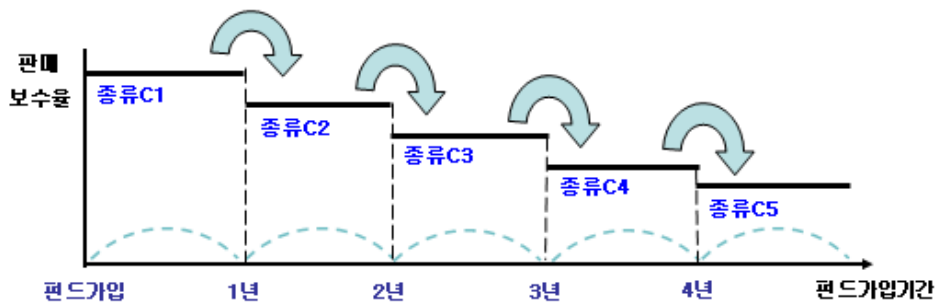 판매
보수율
종류C1
종류C2
종류C3
종류C4
종류C5
펀드가입
1년
2년
3년
4년
펀드가입기간